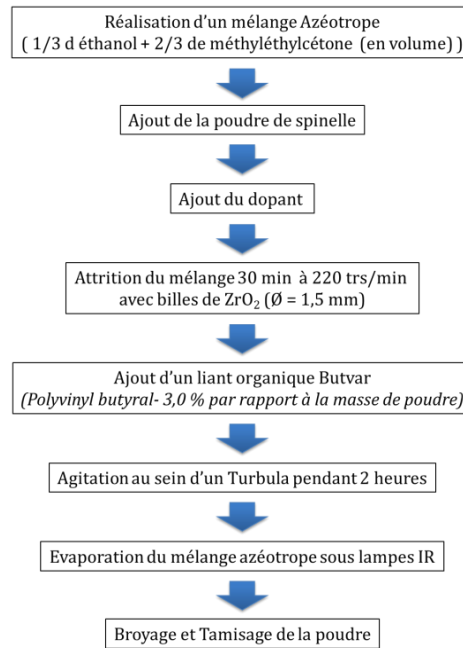 Réalisation d’un mélange Azéotrope
( 1/3 d éthanol + 2/3 de méthyléthylcétone (en volume) )
Ajout de la poudre de spinelle
Ajout du dopant
Attrition du mélange 30 min à 220 trs/min
avec billes de ZrO₂ (Ø = 1,5 mm)
Ajout d’un liant organique Butvar
(Polyvinyl butyral- 3,0 % par rapport à la masse de poudre)
Agitation au sein d’un Turbula pendant 2 heures
Evaporation du mélange azéotrope sous lampes IR
Broyage et Tamisage de la poudre